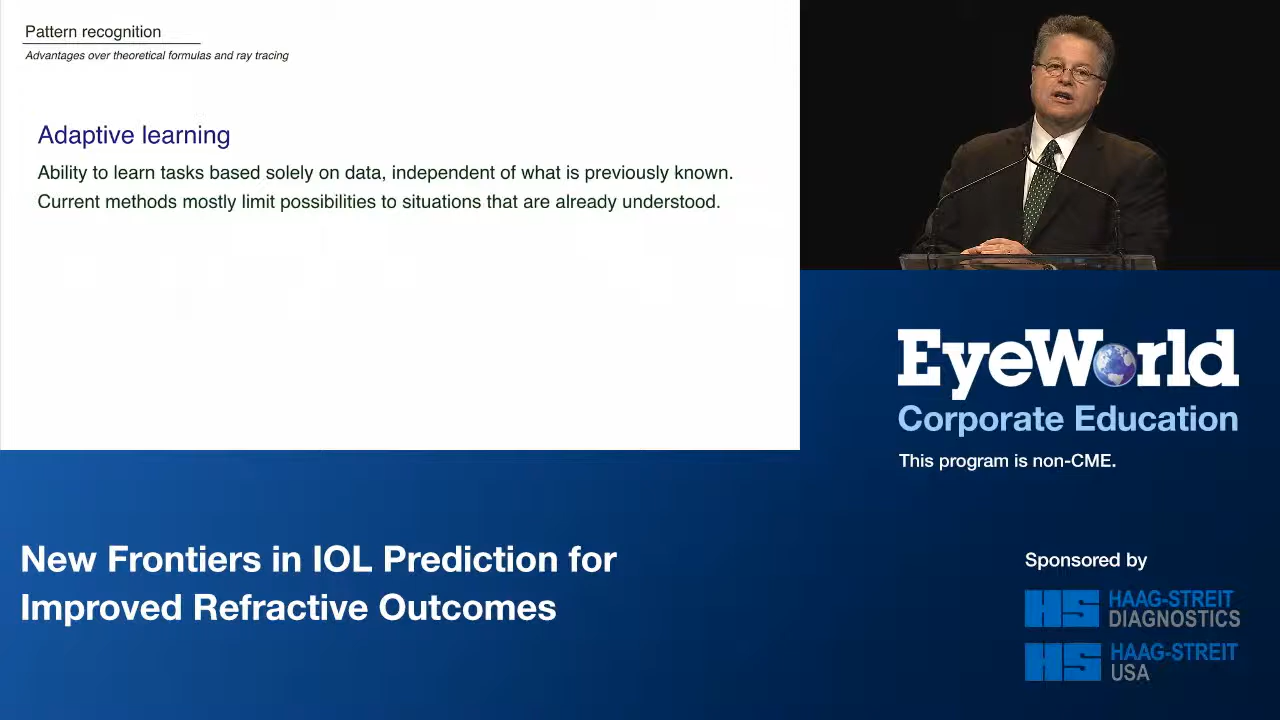 Pattern recognition
Advantages over theoretical formulas and ray tracing
Adaptive learning
Ability to learn tasks based solely on data, independent of what is previously known.
Current methods mostly limit possibilities to situations that are already understood.
EyeWorld
Corporate Education
This program is non-CME.
New Frontiers in IOL Prediction for
Improved Refractive Outcomes
Sponsored by
HS HAAG-STREIT
DIAGNOSTICS
HS HAAG-STREIT
USA